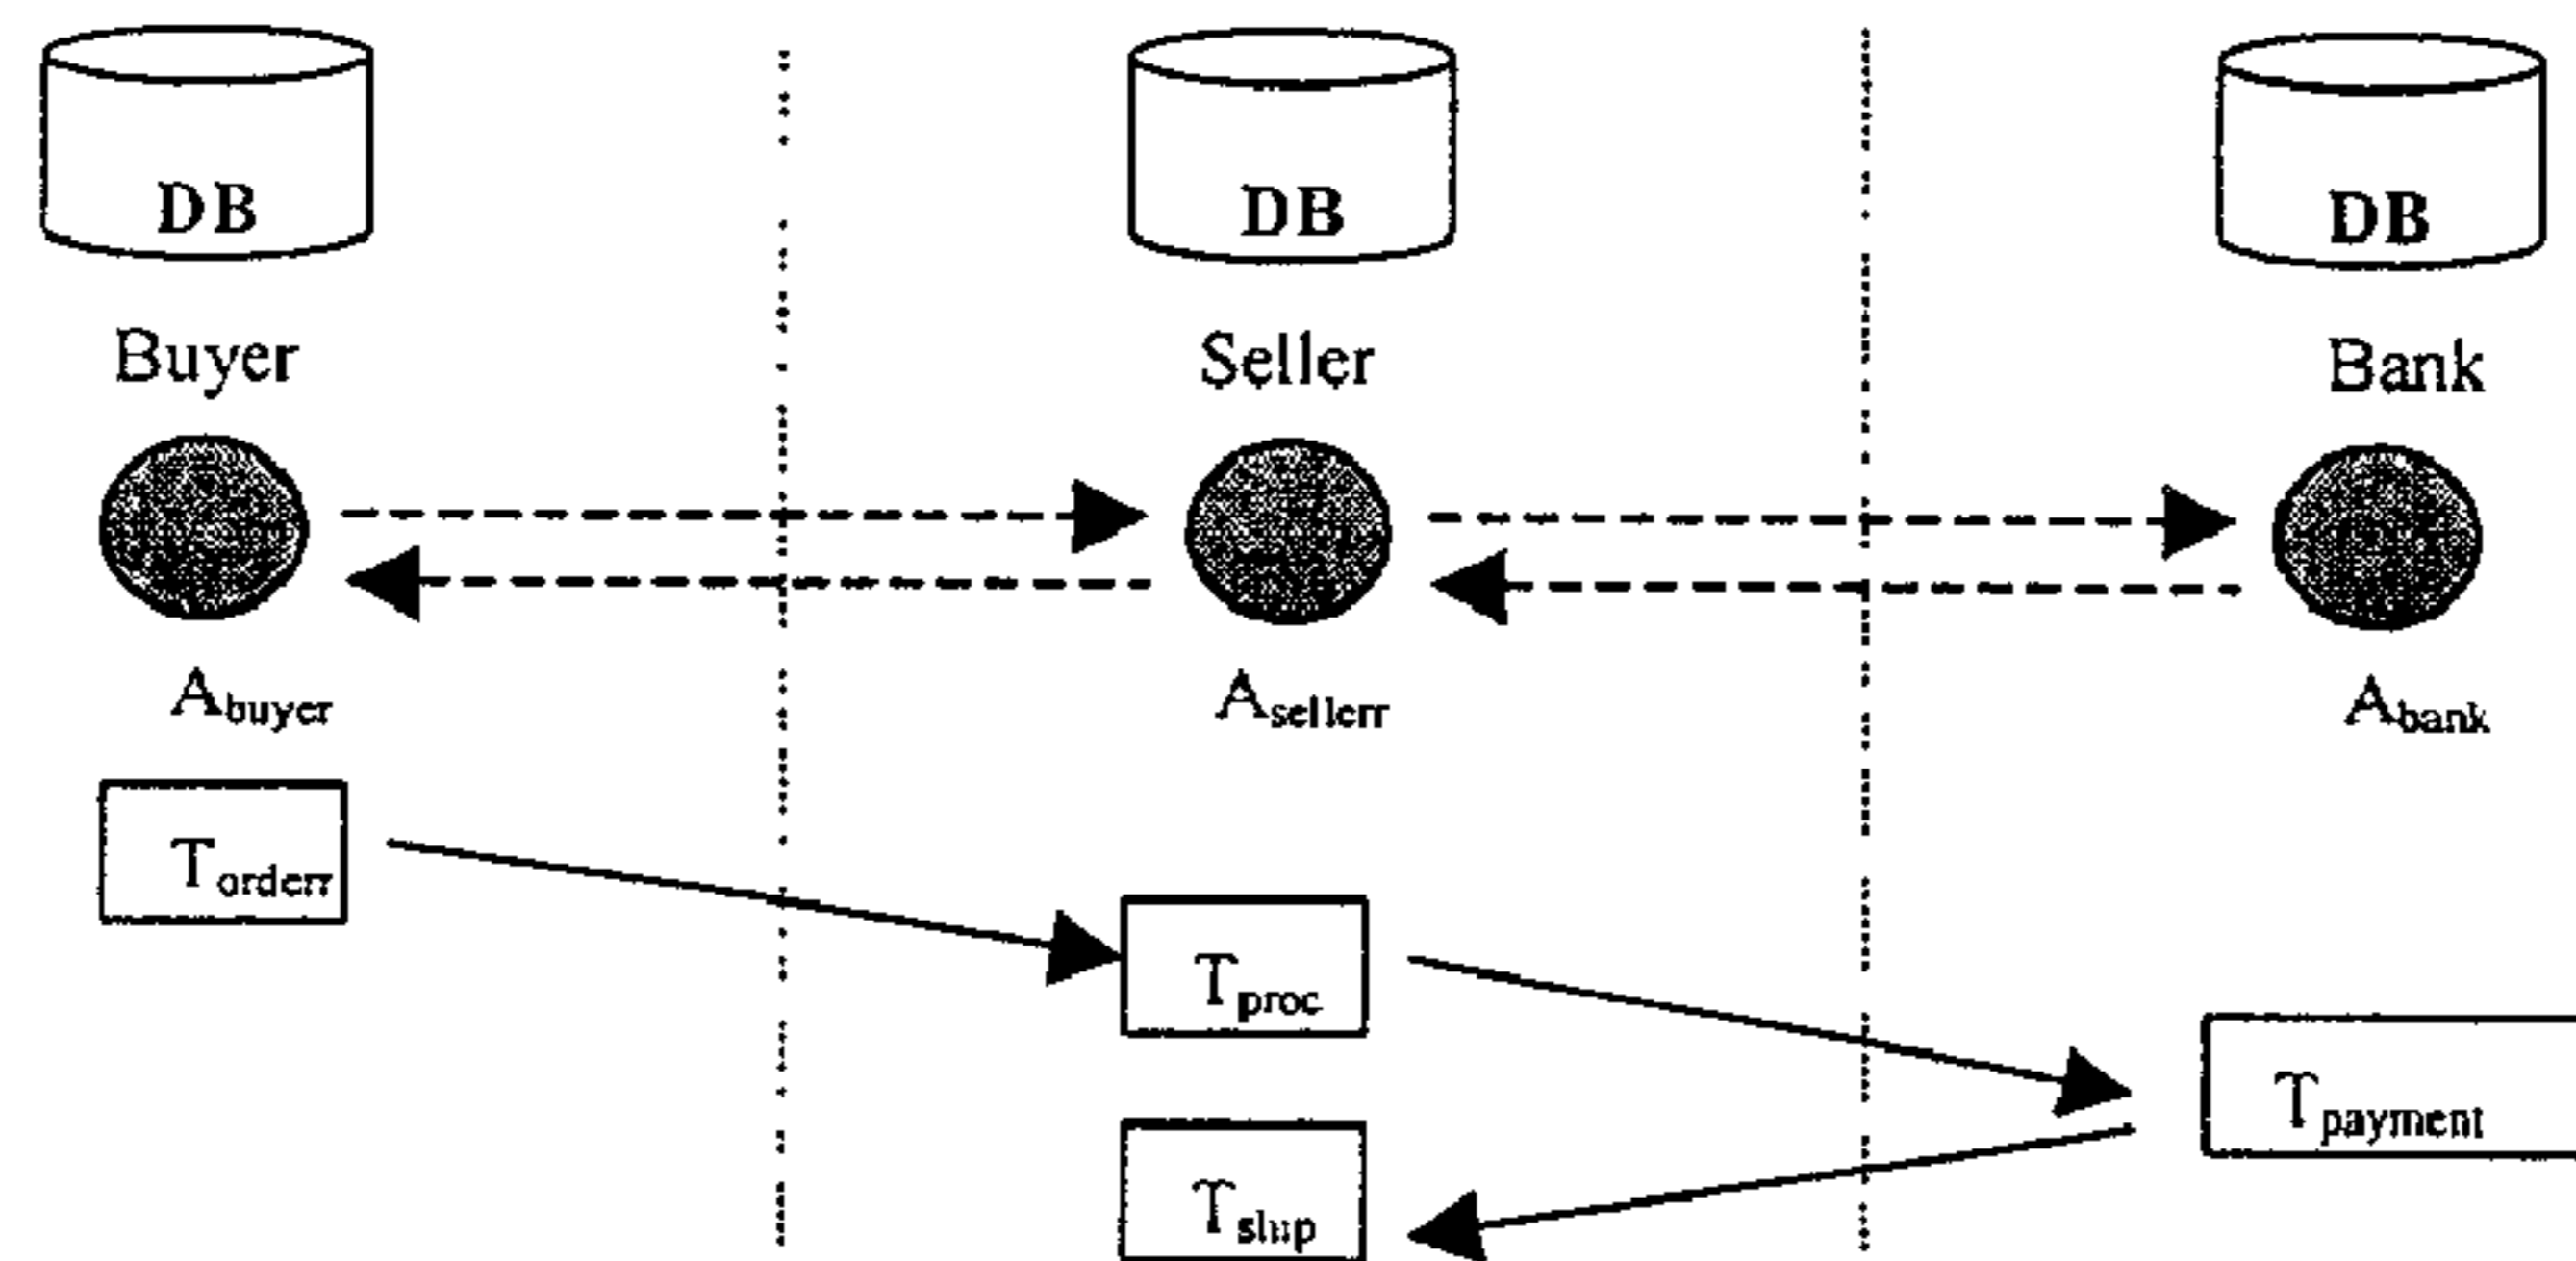 DB DB DB
Buyer Seller Bank
Abuyer Asellerr Abank
Torderr
Tproc
Tpayment
Tship